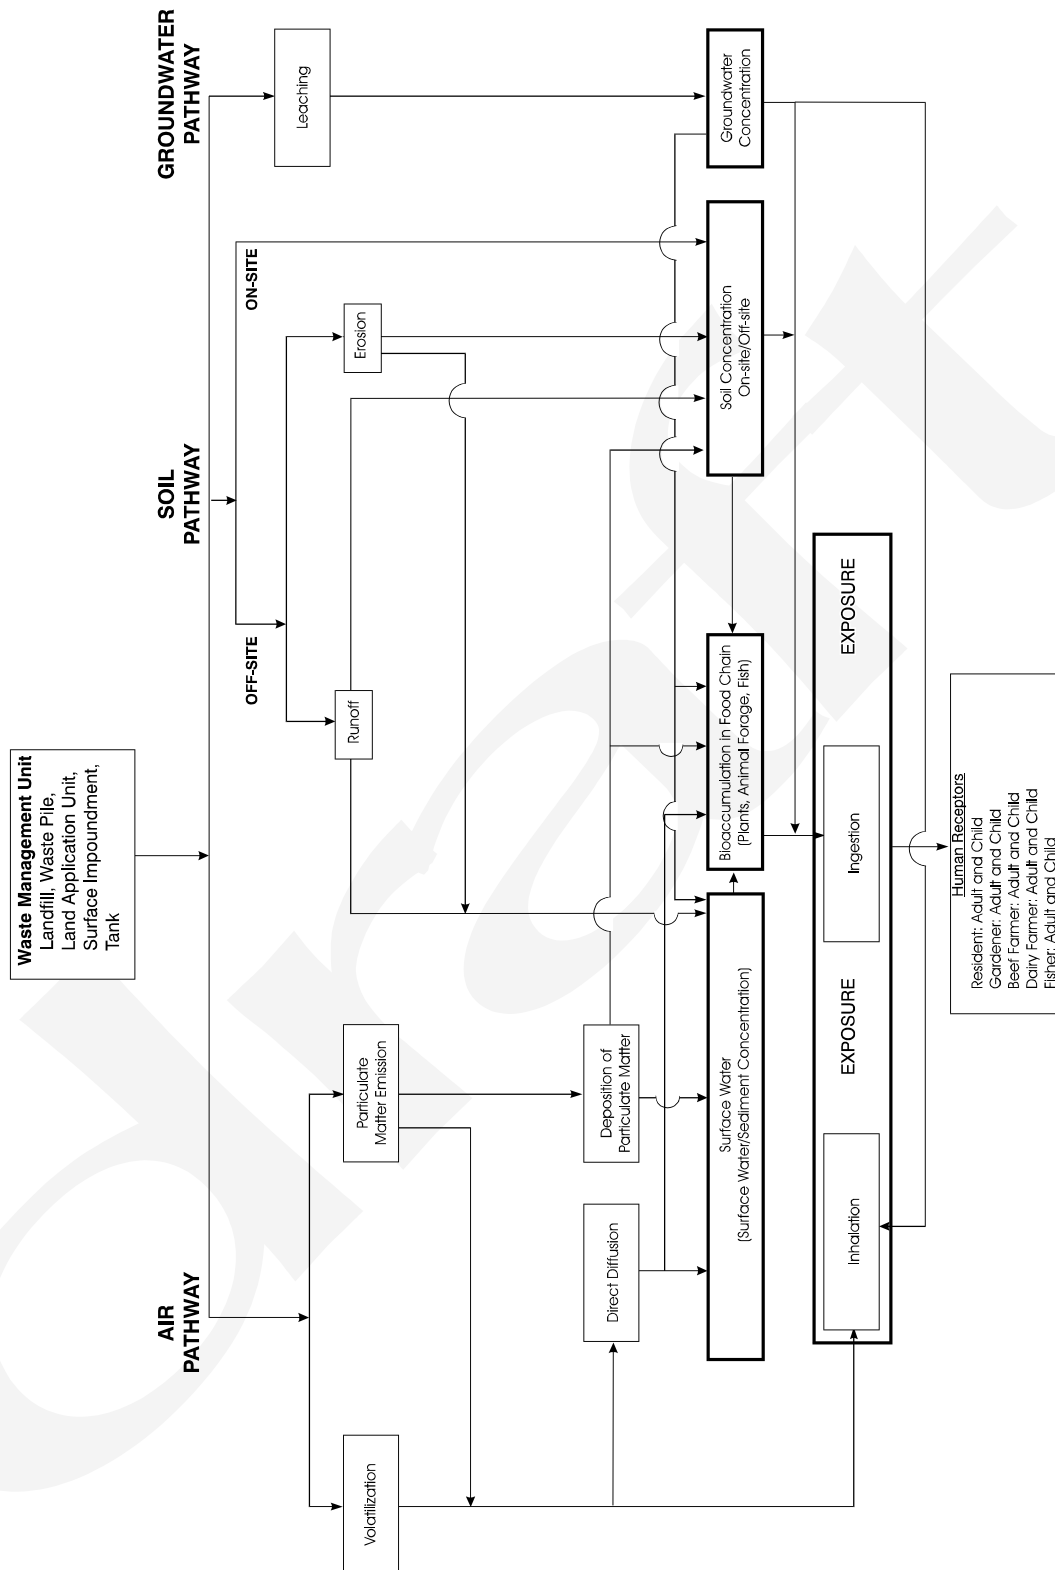 Waste Management Unit
Landfill, Waste Pile,
Land Application Unit,
Surface Impoundment,
Tank
AIR
PATHWAY
SOIL
PATHWAY
GROUNDWATER
PATHWAY
OFF-SITE
ON-SITE
Leaching
Volatilization
Particulate
Matter Emission
Runoff
Erosion
Direct Diffusion
Deposition of
Particulate Matter
Surface Water
(Surface Water/Sediment Concentration)
Bioaccumulation in Food Chain
(Plants, Animal Forage, Fish)
Soil Concentration
On-site/Off-site
Groundwater
Concentration
Inhalation
EXPOSURE
Ingestion
EXPOSURE
Human Receptors
Resident: Adult and Child
Gardener: Adult and Child
Beef Farmer: Adult and Child
Dairy Farmer: Adult and Child
Fisher: Adult and Child
draft